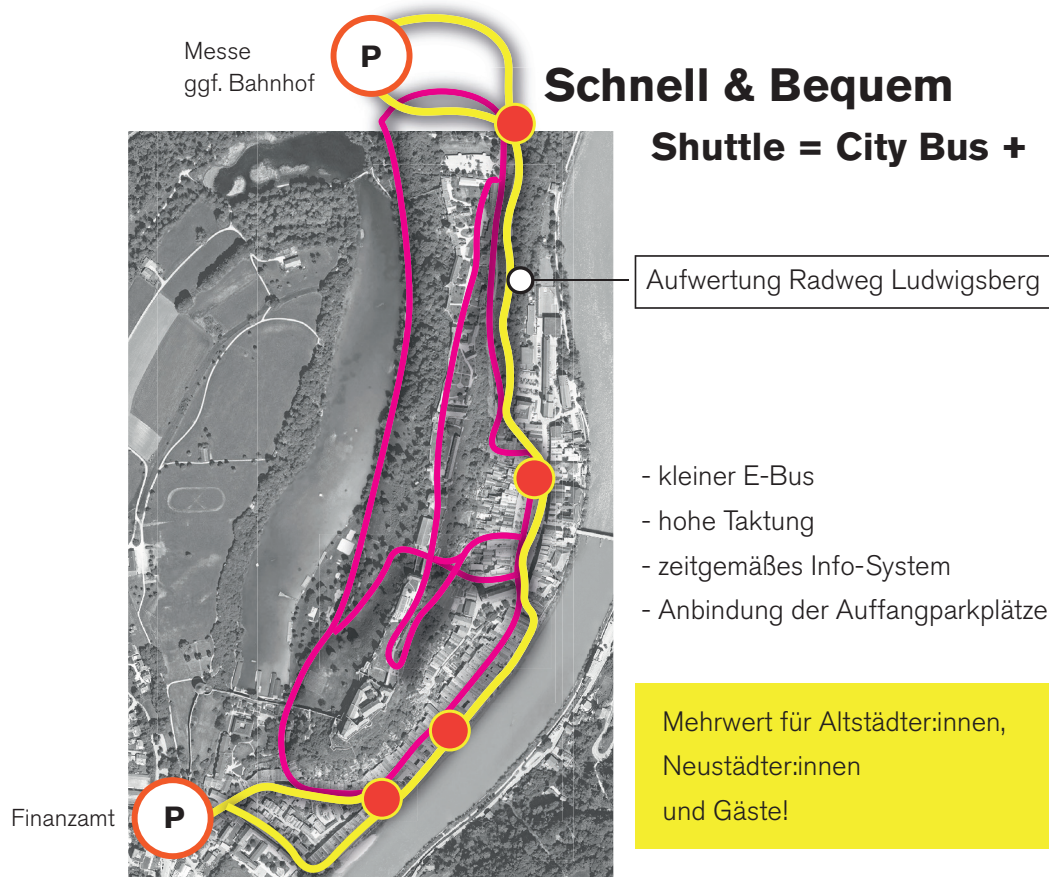 Messe
ggf. Bahnhof
P
Schnell & Bequem
Shuttle = City Bus +
Aufwertung Radweg Ludwigsberg
- kleiner E-Bus
- hohe Taktung
- zeitgemäßes Info-System
- Anbindung der Auffangparkplätze
Mehrwert für Altstädter:innen,
Neustädter:innen
und Gäste!
Finanzamt
P